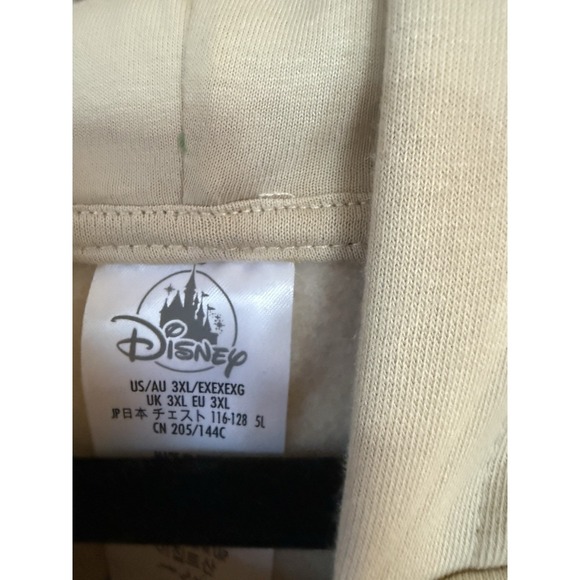 Disney
US/AU 3XL/EXEXEXG
UK 3XL EU 3XL
JP日本 チェスト 116-128 5L
CN 205/144C